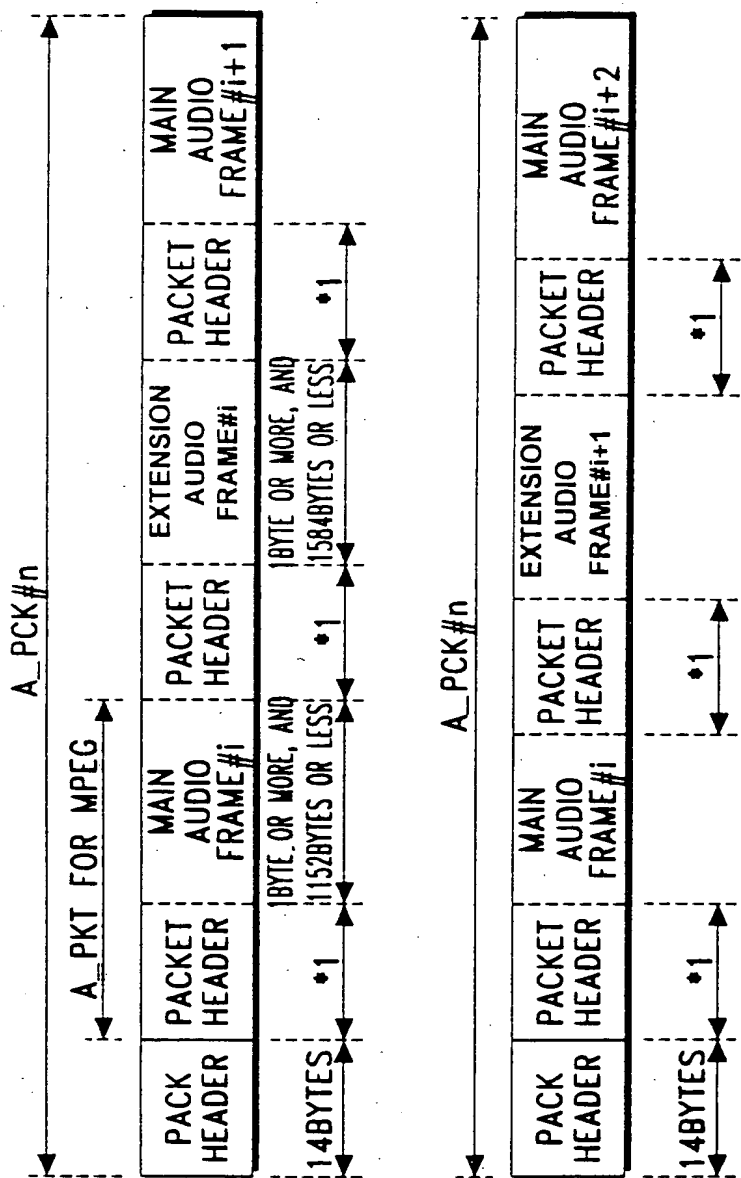 A_PCK#n
A_PKT FOR MPEG
PACK
HEADER
PACKET
HEADER
MAIN
AUDIO
FRAME#i
PACKET
HEADER
EXTENSION
AUDIO
FRAME#i
PACKET
HEADER
MAIN
AUDIO
FRAME#i+1
14BYTES
*1
1BYTE OR MORE, AND
1152BYTES OR LESS
*1
1BYTE OR MORE, AND
1584BYTES OR LESS
*1
A_PCK#n
PACK
HEADER
PACKET
HEADER
MAIN
AUDIO
FRAME#i
PACKET
HEADER
EXTENSION
AUDIO
FRAME#i+1
PACKET
HEADER
MAIN
AUDIO
FRAME#i+2
14BYTES
*1
*1
*1